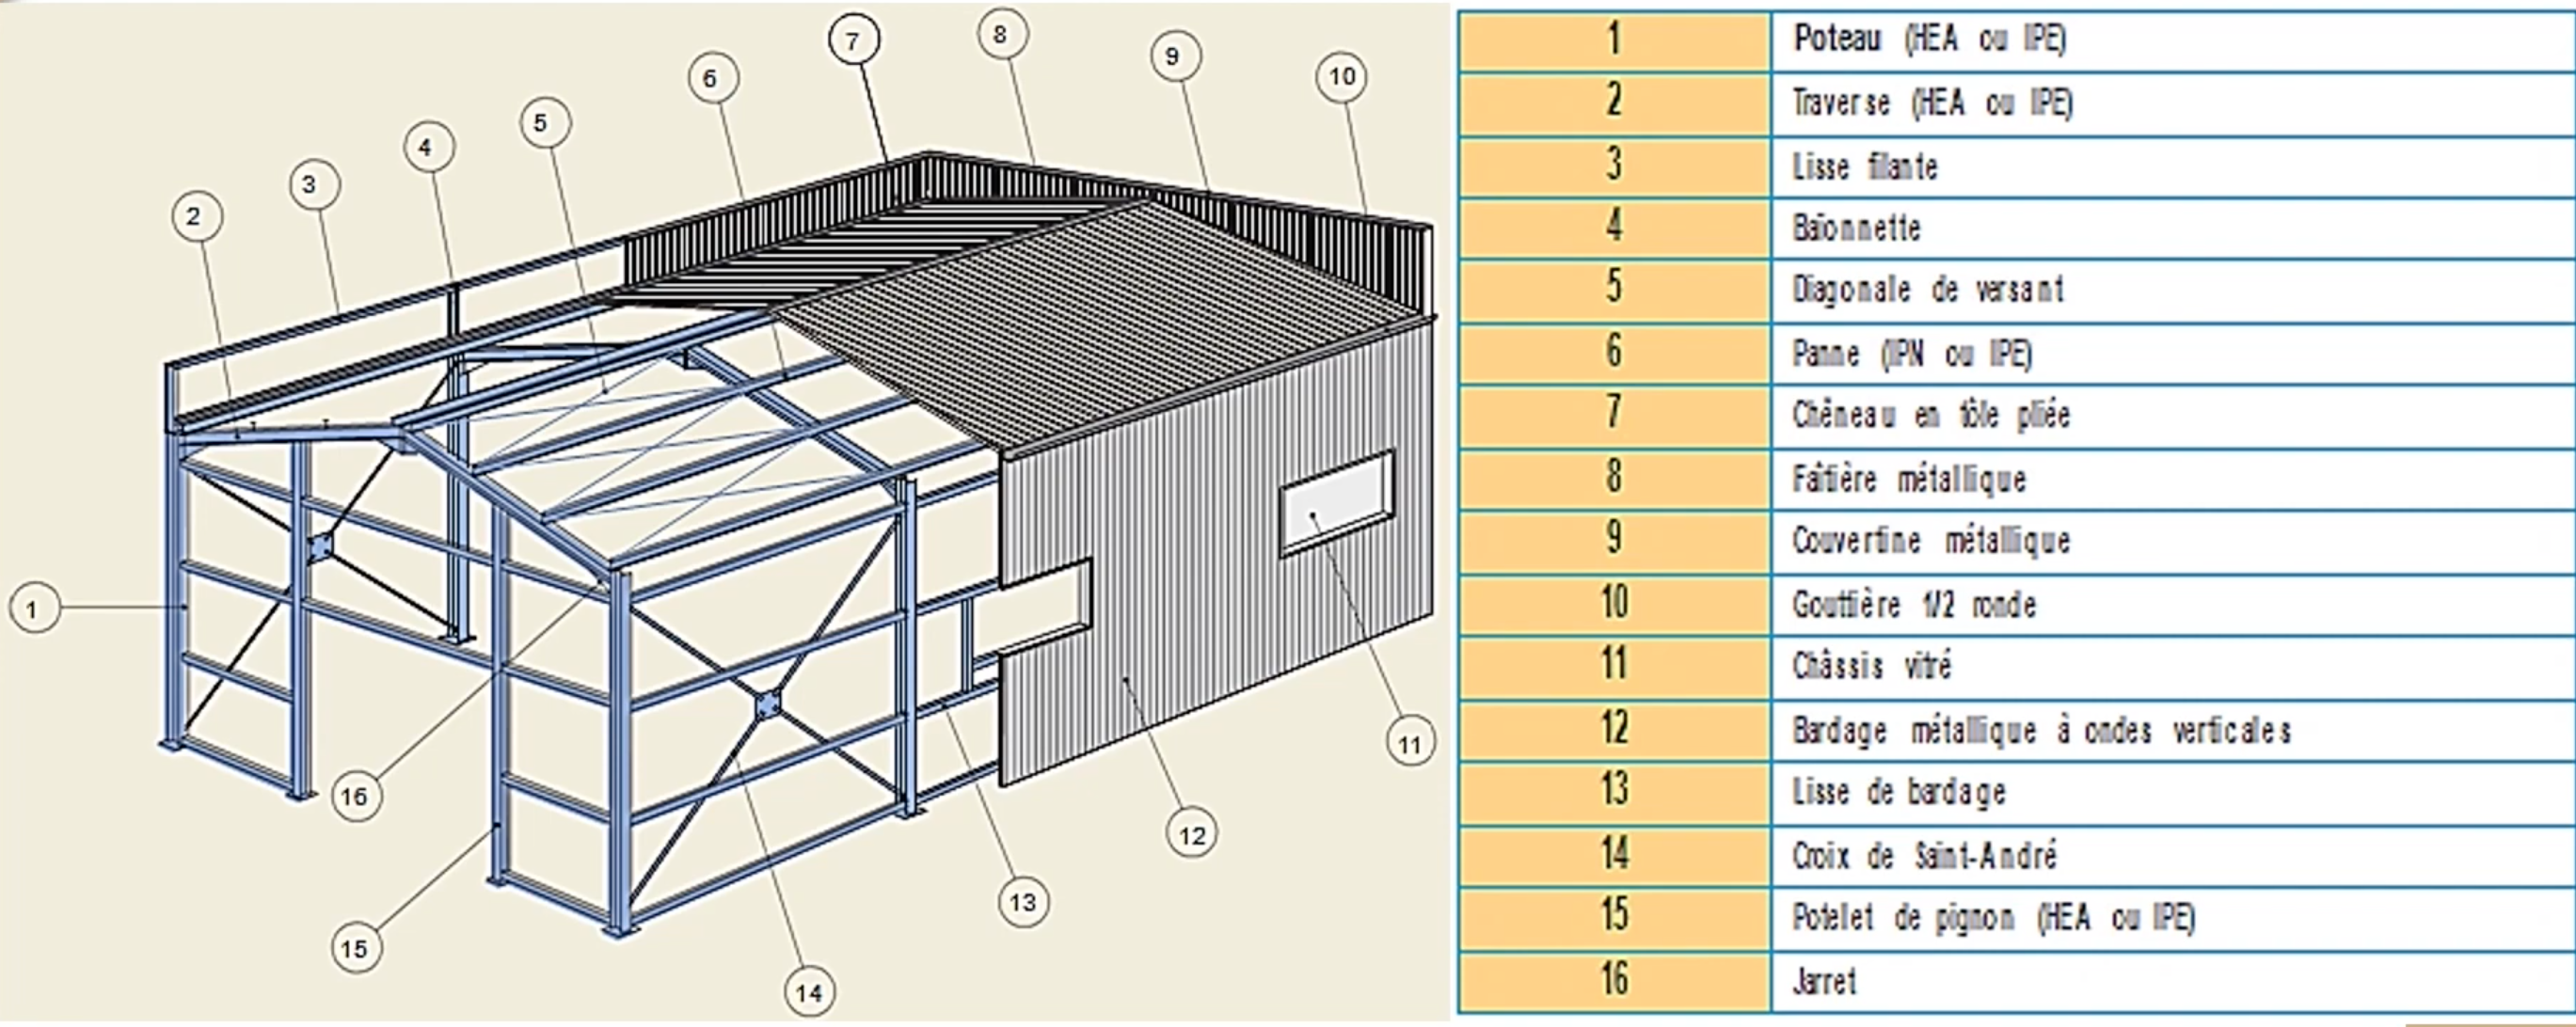 7
8
9
10
6
5
4
3
2
1
11
12
13
14
15
16
1 Poteau (HEA ou IPE)
2 Traverse (HEA ou IPE)
3 Lisse filante
4 Baïonnette
5 Diagonale de versant
6 Panne (IPN ou IPE)
7 Chêneau en tôle pliée
8 Faîtière métallique
9 Couvertine métallique
10 Gouttière 1/2 ronde
11 Châssis vitré
12 Bardage métallique à ondes verticales
13 Lisse de bardage
14 Croix de Saint-André
15 Potelet de pignon (HEA ou IPE)
16 Jarret